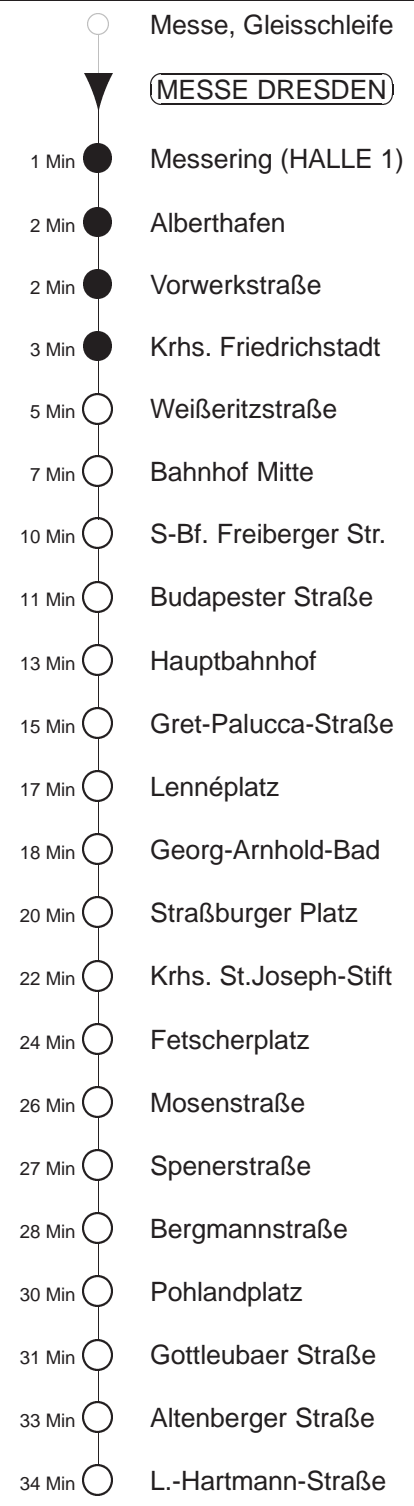 Messe, Gleisschleife
MESSE DRESDEN
1 Min Messering (HALLE 1)
2 Min Alberthafen
2 Min Vorwerkstraße
3 Min Krhs. Friedrichstadt
5 Min Weißeritzstraße
7 Min Bahnhof Mitte
10 Min S-Bf. Freiberger Str.
11 Min Budapester Straße
13 Min Hauptbahnhof
15 Min Gret-Palucca-Straße
17 Min Lennéplatz
18 Min Georg-Arnhold-Bad
20 Min Straßburger Platz
22 Min Krhs. St.Joseph-Stift
24 Min Fetscherplatz
26 Min Mosenstraße
27 Min Spenerstraße
28 Min Bergmannstraße
30 Min Pohlandplatz
31 Min Gottleubaer Straße
33 Min Altenberger Straße
34 Min L.-Hartmann-Straße